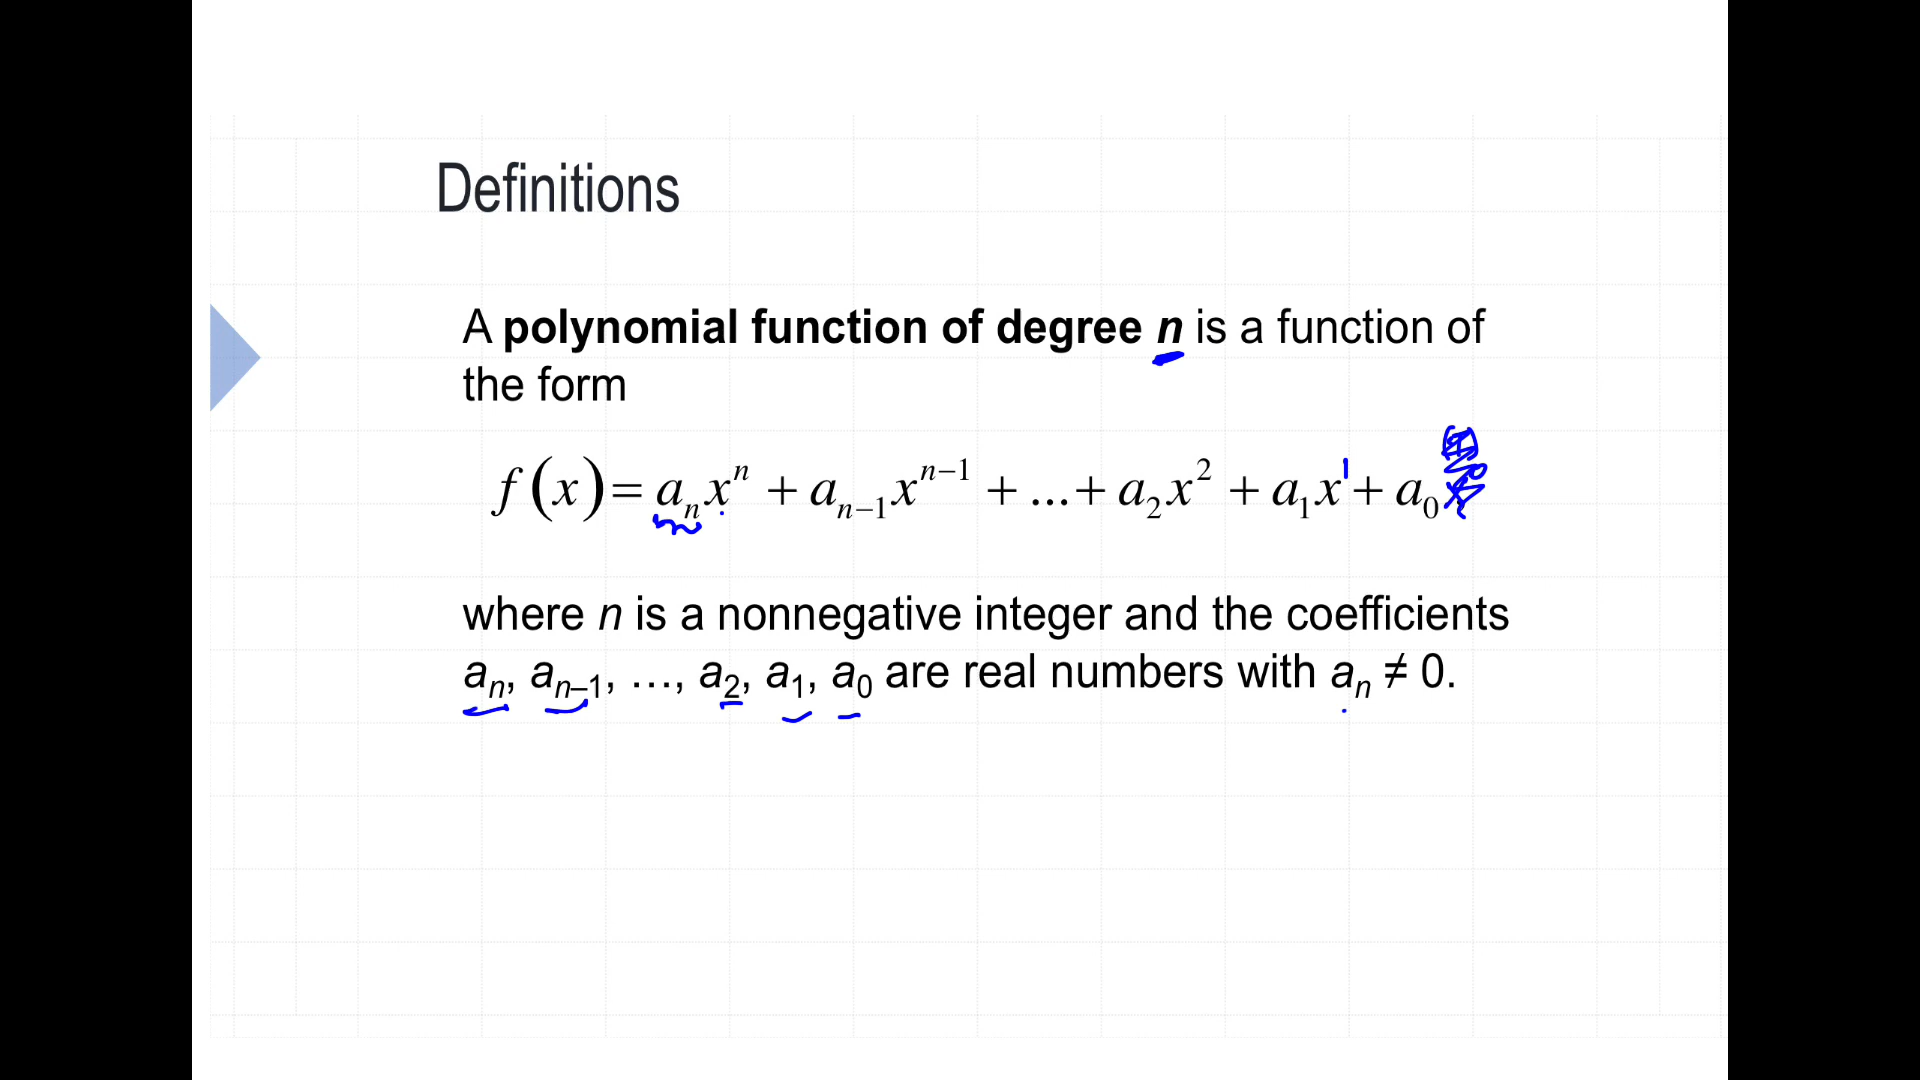 Definitions
A polynomial function of degree n is a function of
the form
f(x) = aₙxⁿ + aₙ₋₁xⁿ⁻¹ + ... + a₂x² + a₁x¹ + a₀
where n is a nonnegative integer and the coefficients
aₙ, aₙ₋₁, …, a₂, a₁, a₀ are real numbers with aₙ ≠ 0.